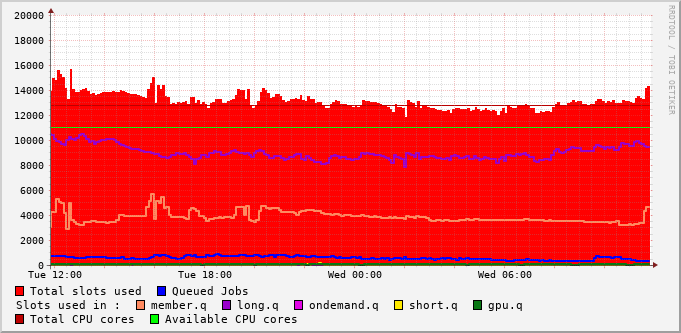 20000
18000
16000
14000
12000
10000
8000
6000
4000
2000
0
Tue 12:00 Tue 18:00 Wed 00:00 Wed 06:00
RRDTOOL / TOBI OETIKER
Total slots used Queued Jobs
Slots used in : member.q long.q ondemand.q short.q gpu.q
Total CPU cores Available CPU cores